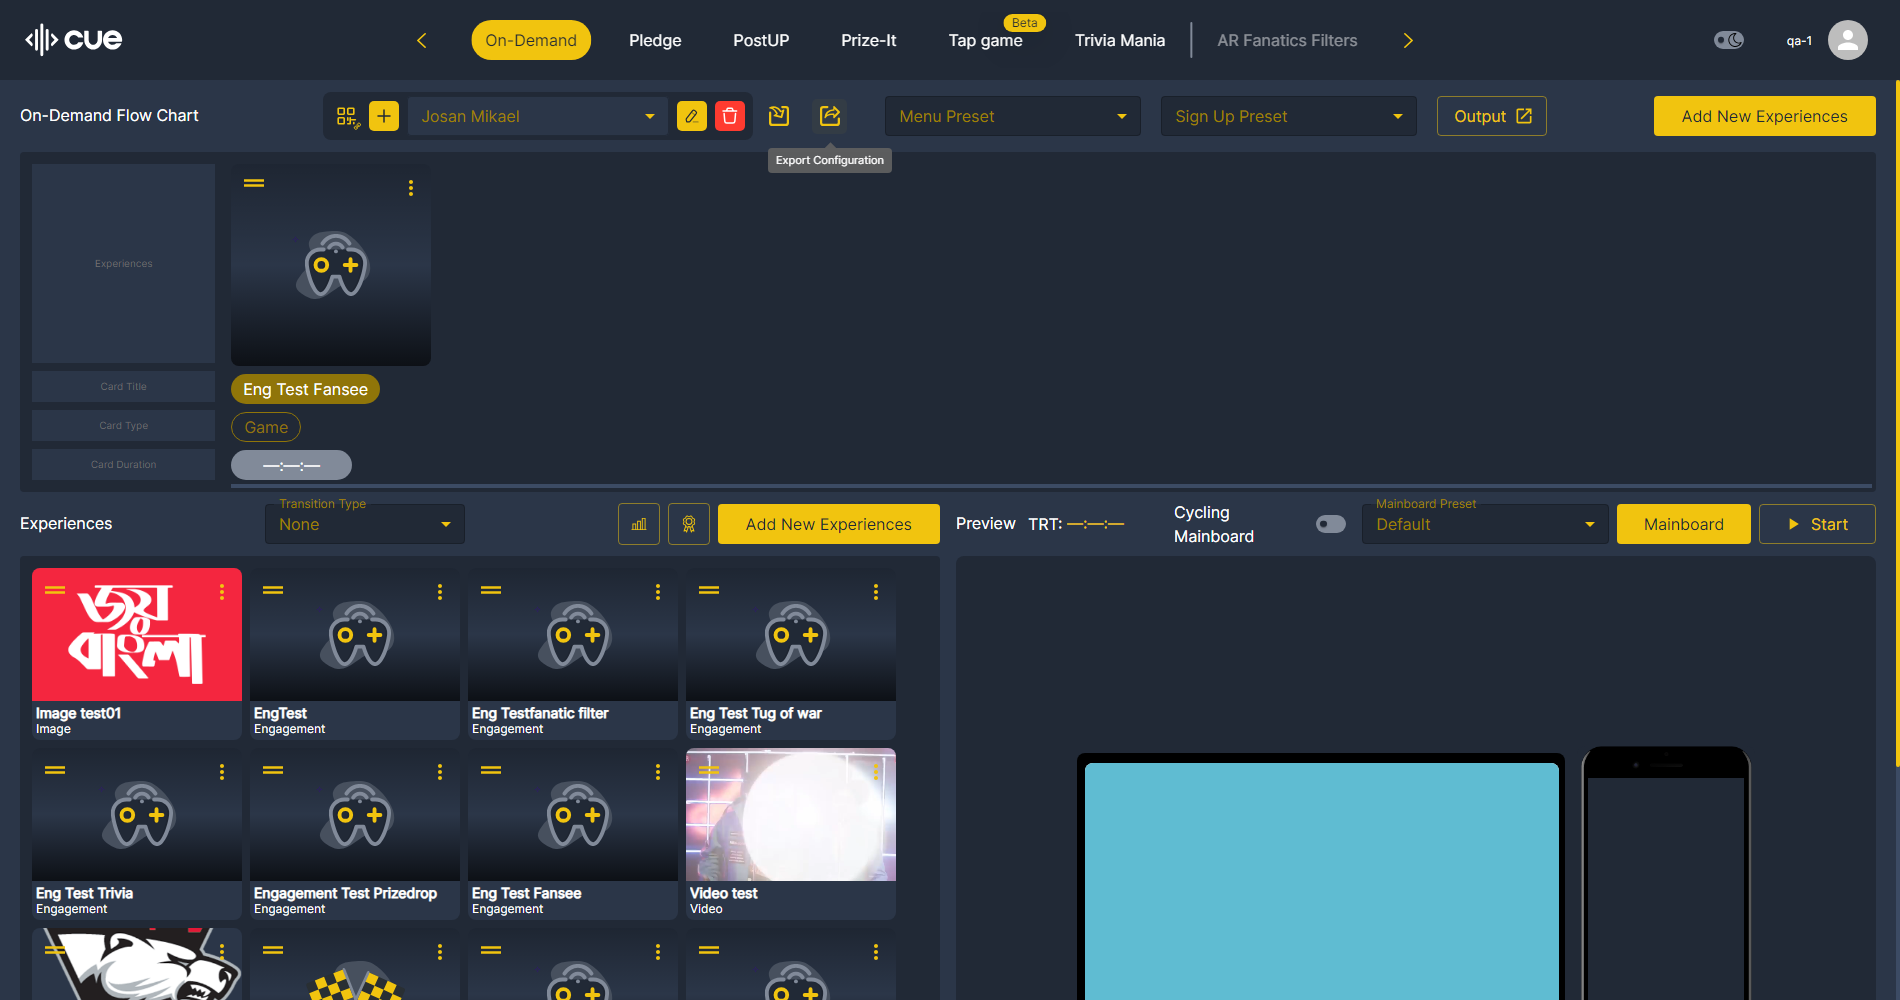 cue
On-Demand
Pledge
PostUP
Prize-It
Beta
Tap game
Trivia Mania
AR Fanatics Filters
qa-1
On-Demand Flow Chart
Josan Mikael
Menu Preset
Sign Up Preset
Output
Add New Experiences
Export Configuration
Experiences
Card Title
Eng Test Fansee
Card Type
Game
Card Duration
—:—:—
Experiences
Transition Type
None
Add New Experiences
Preview
TRT: —:—:—
Cycling
Mainboard
Mainboard Preset
Default
Mainboard
Start
জয়
বাংলা
Image test01
Image
EngTest
Engagement
Eng Testfanatic filter
Engagement
Eng Test Tug of war
Engagement
Eng Test Trivia
Engagement
Engagement Test Prizedrop
Engagement
Eng Test Fansee
Engagement
Video test
Video